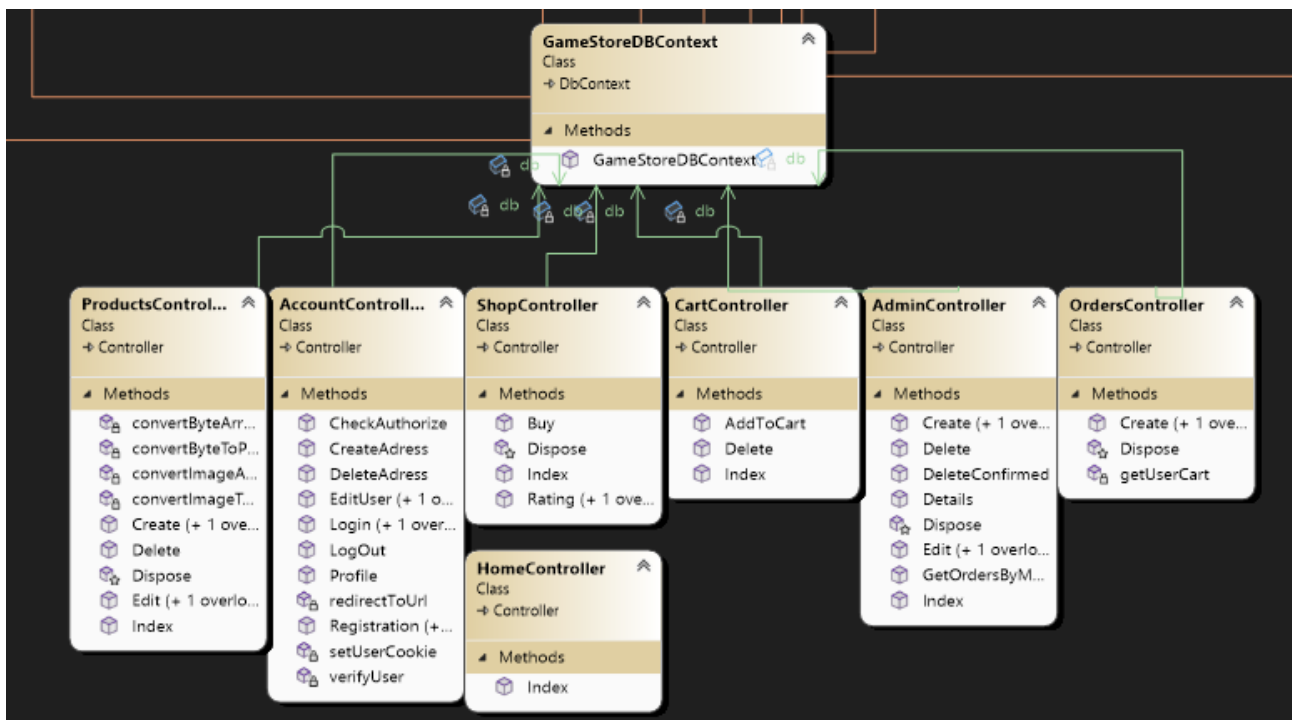 GameStoreDBContext
Class
DbContext
Methods
GameStoreDBContext
db
db
db
db
db
db
ProductsControl...
Class
Controller
Methods
convertByteArr...
convertByteToP...
convertImageA...
convertImageT...
Create (+ 1 ove...
Delete
Dispose
Edit (+ 1 overlo...
Index
AccountControll...
Class
Controller
Methods
CheckAuthorize
CreateAdress
DeleteAdress
EditUser (+ 1 o...
Login (+ 1 over...
LogOut
Profile
redirectToUrl
Registration (+...
setUserCookie
verifyUser
ShopController
Class
Controller
Methods
Buy
Dispose
Index
Rating (+ 1 ove...
HomeController
Class
Controller
Methods
Index
CartController
Class
Controller
Methods
AddToCart
Delete
Index
AdminController
Class
Controller
Methods
Create (+ 1 ove...
Delete
DeleteConfirmed
Details
Dispose
Edit (+ 1 overlo...
GetOrdersByM...
Index
OrdersController
Class
Controller
Methods
Create (+ 1 ove...
Dispose
getUserCart